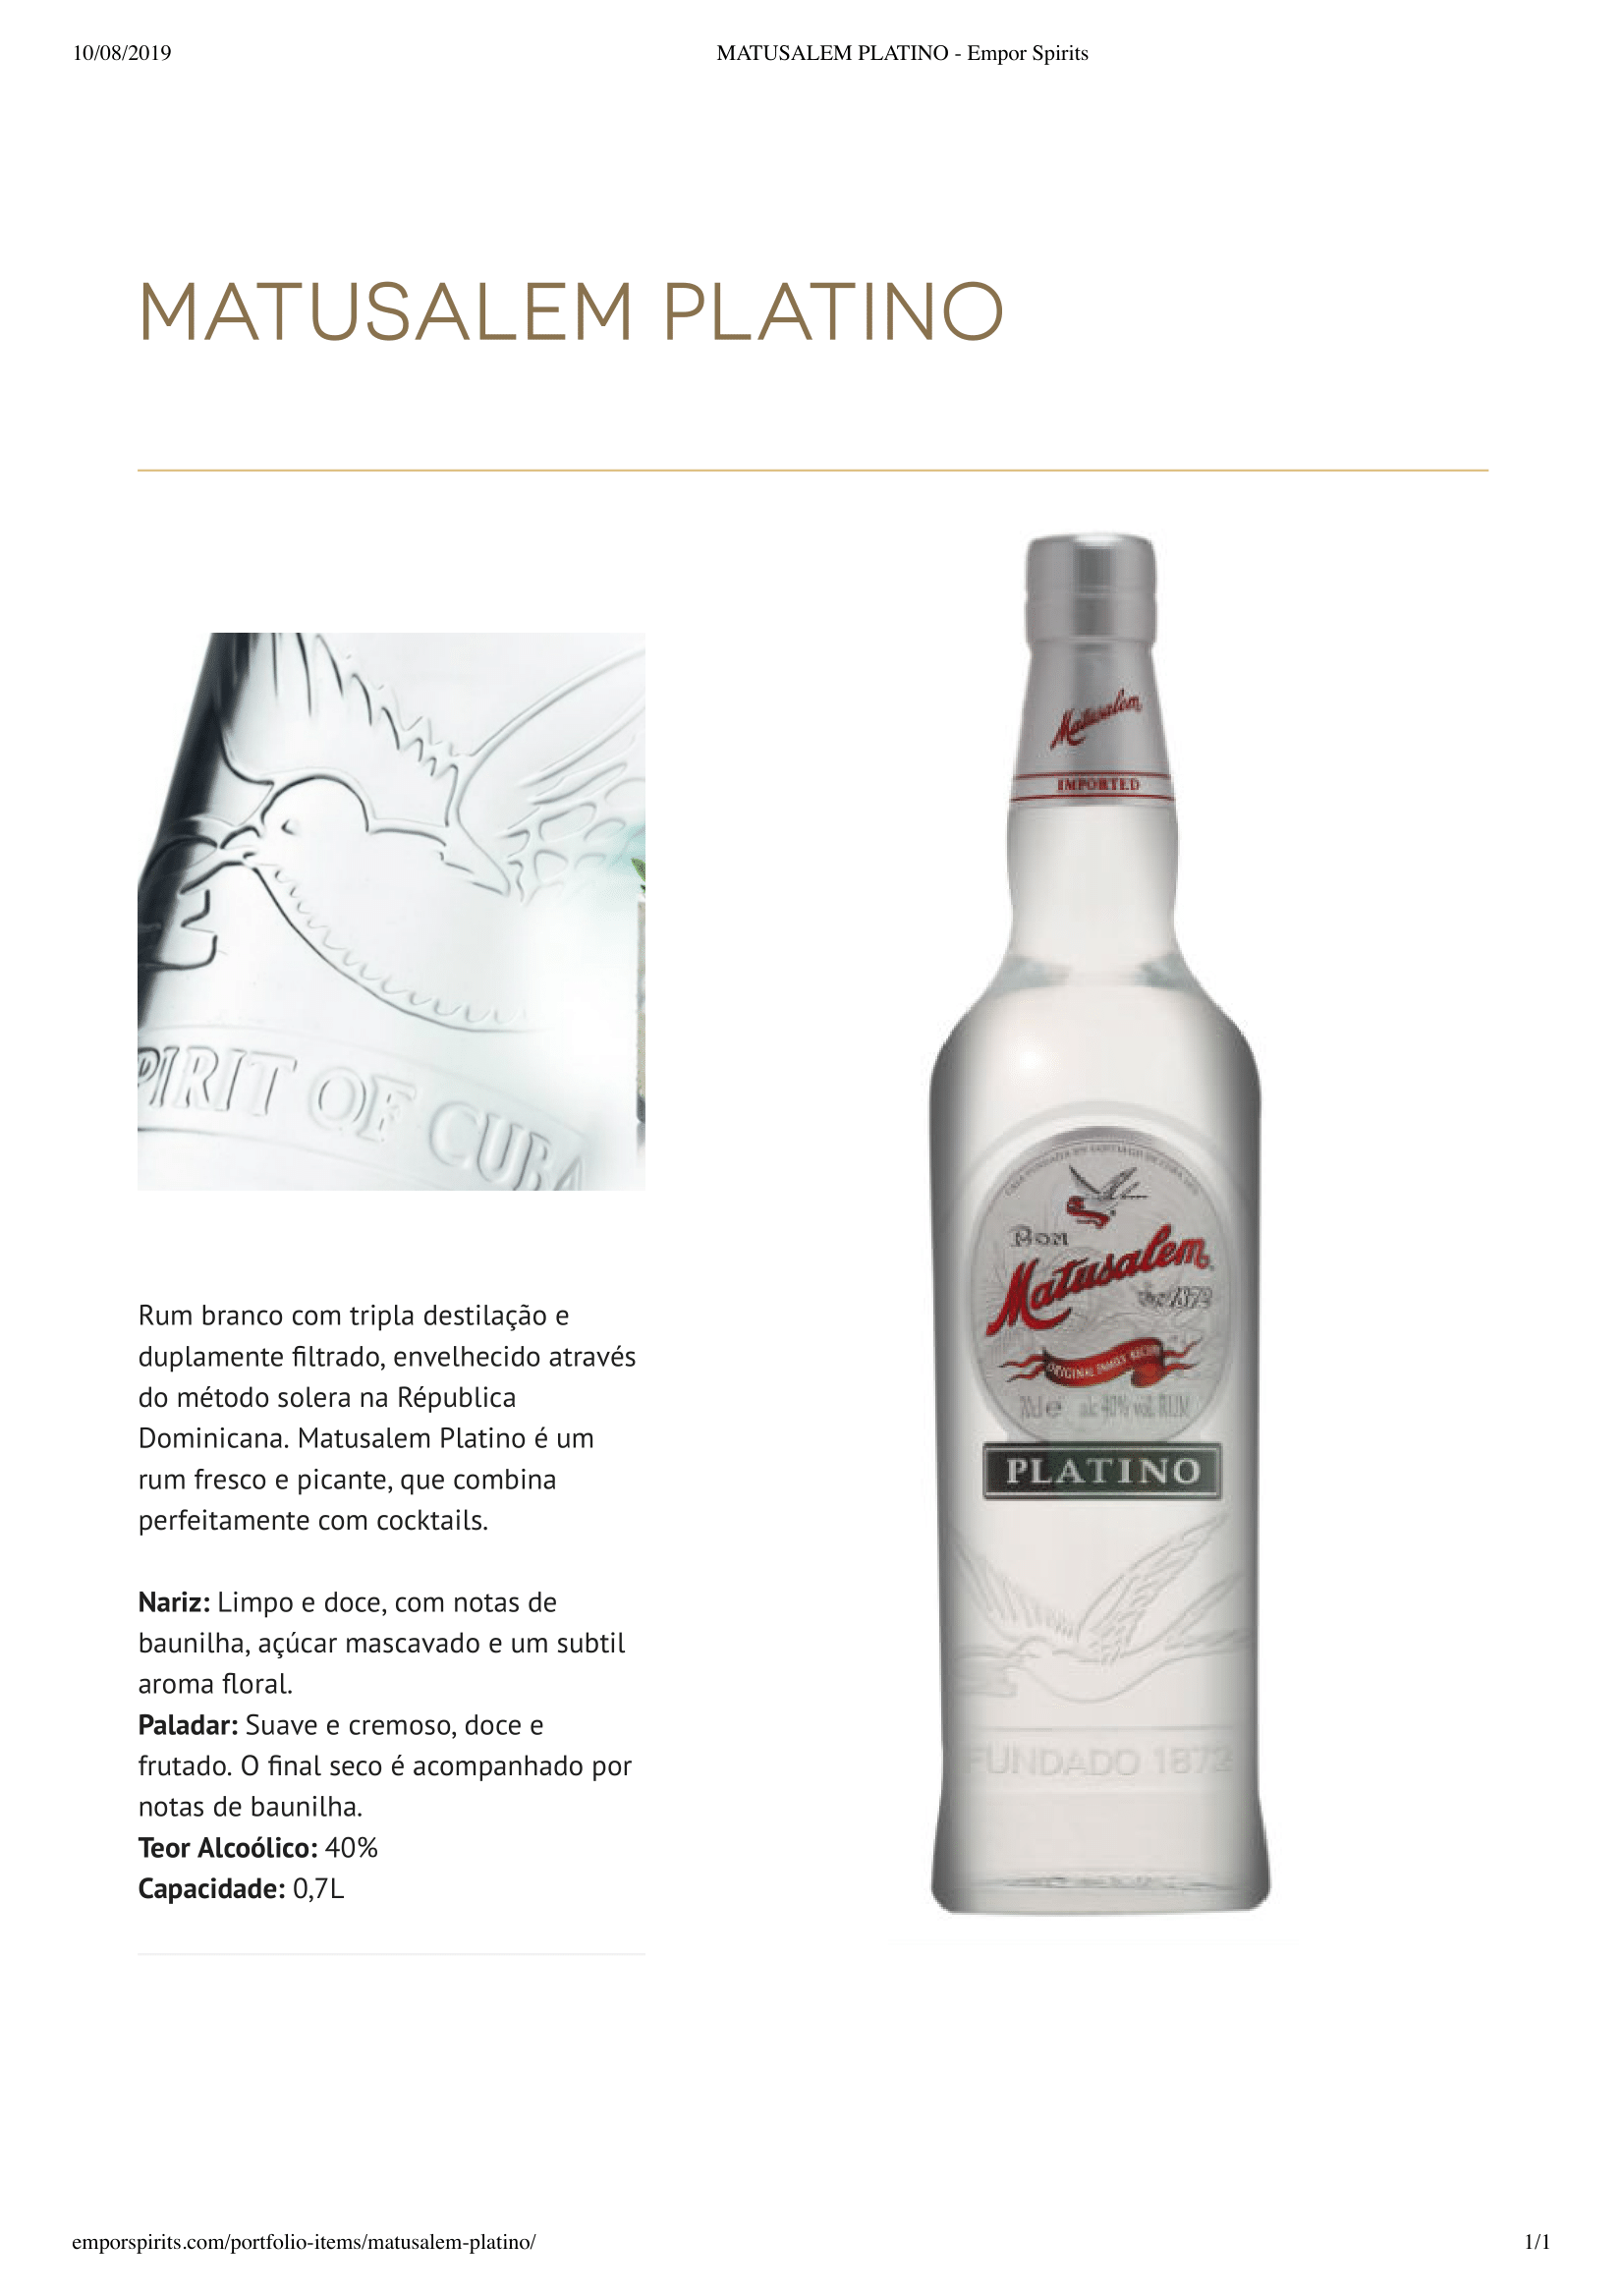 10/08/2019
MATUSALEM PLATINO - Empor Spirits
MATUSALEM PLATINO
PIRIT OF CUBA
Matusalem
IMPORTED
Ron
Matusalem
1872
ORIGINAL FAMILY RECIPE
70cl e alc 40% vol. RUM
PLATINO
FUNDADO 1872
Rum branco com tripla destilação e
duplamente filtrado, envelhecido através
do método solera na Républica
Dominicana. Matusalem Platino é um
rum fresco e picante, que combina
perfeitamente com cocktails.
Nariz: Limpo e doce, com notas de
baunilha, açúcar mascavado e um subtil
aroma floral.
Paladar: Suave e cremoso, doce e
frutado. O final seco é acompanhado por
notas de baunilha.
Teor Alcoólico: 40%
Capacidade: 0,7L
emporspirits.com/portfolio-items/matusalem-platino/
1/1